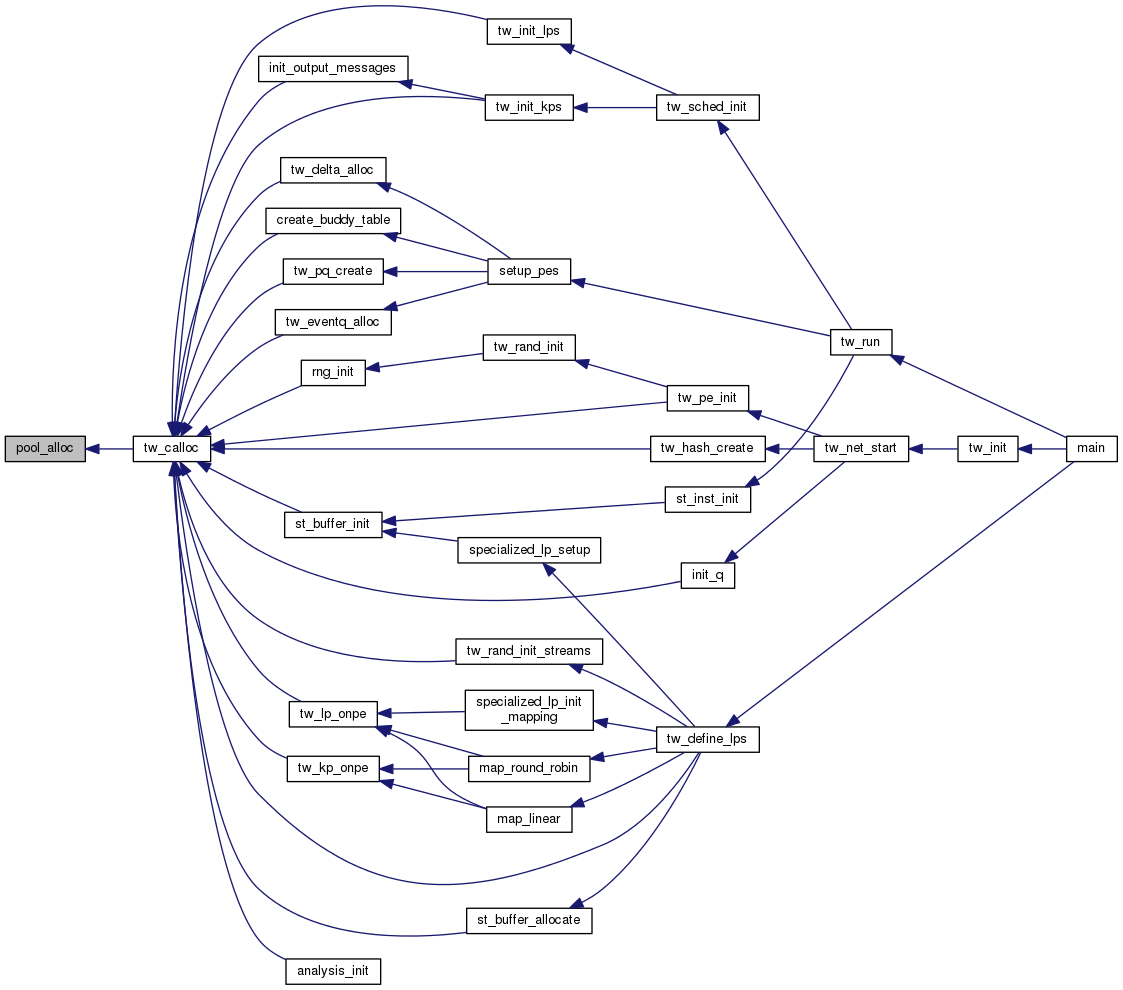 tw_init_lps
init_output_messages
tw_init_kps
tw_sched_init
tw_delta_alloc
create_buddy_table
tw_pq_create
setup_pes
tw_eventq_alloc
tw_run
tw_rand_init
rng_init
tw_pe_init
pool_alloc
tw_calloc
tw_hash_create
tw_net_start
tw_init
main
st_inst_init
st_buffer_init
specialized_lp_setup
init_q
tw_rand_init_streams
specialized_lp_init
_mapping
tw_lp_onpe
tw_define_lps
tw_kp_onpe
map_round_robin
map_linear
st_buffer_allocate
analysis_init